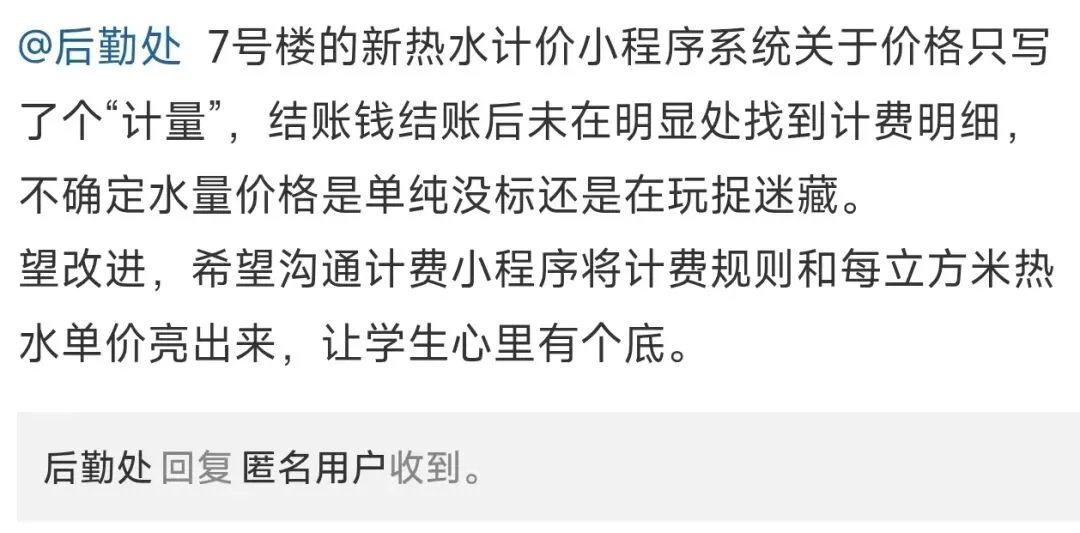 @后勤处 7号楼的新热水计价小程序系统关于价格只写
了个“计量”，结账钱结账后未在明显处找到计费明细，
不确定水量价格是单纯没标还是在玩捉迷藏。
望改进，希望沟通计费小程序将计费规则和每立方米热
水单价亮出来，让学生心里有个底。
后勤处 回复 匿名用户收到。